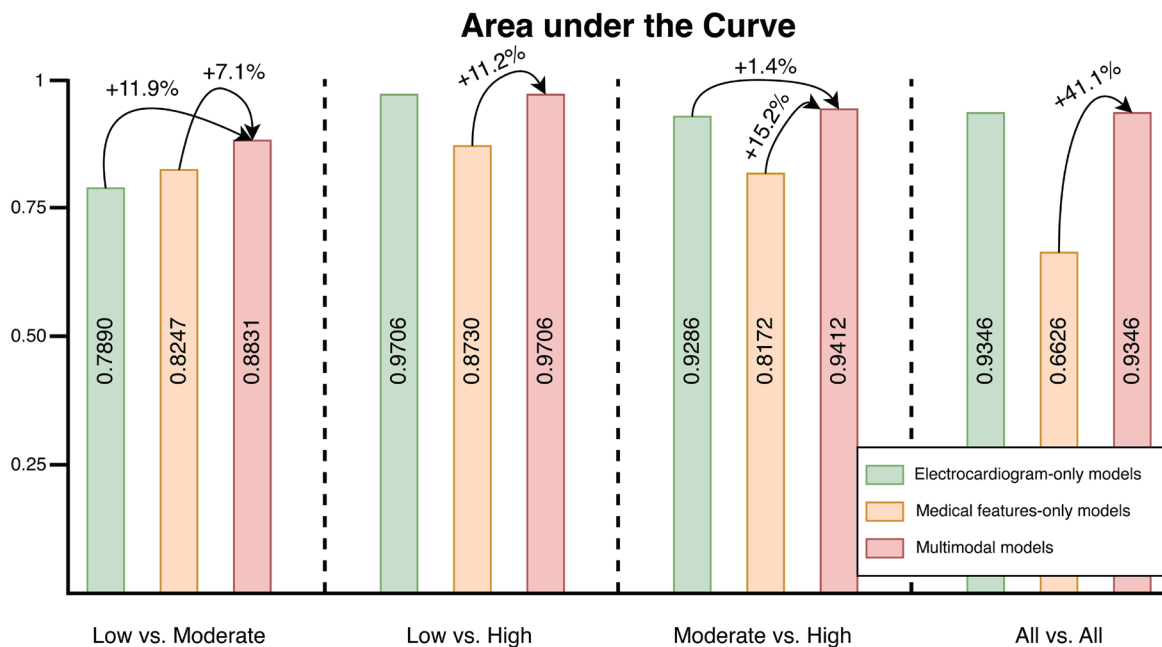 Area under the Curve
1
0.75
0.50
0.25
+11.9%
+7.1%
+11.2%
+1.4%
+15.2%
+41.1%
0.7890
0.8247
0.8831
0.9706
0.8730
0.9706
0.9286
0.8172
0.9412
0.9346
0.6626
0.9346
Electrocardiogram-only models
Medical features-only models
Multimodal models
Low vs. Moderate
Low vs. High
Moderate vs. High
All vs. All